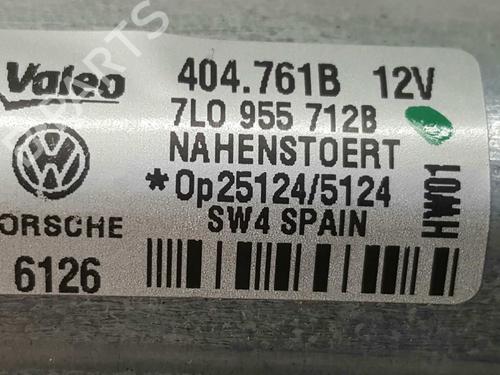 Valeo 404.761B 12V
7L0 955 712B
NAHENSTOERT
*Op25124/5124
SW4 SPAIN
HW01
ORSCHE
6126